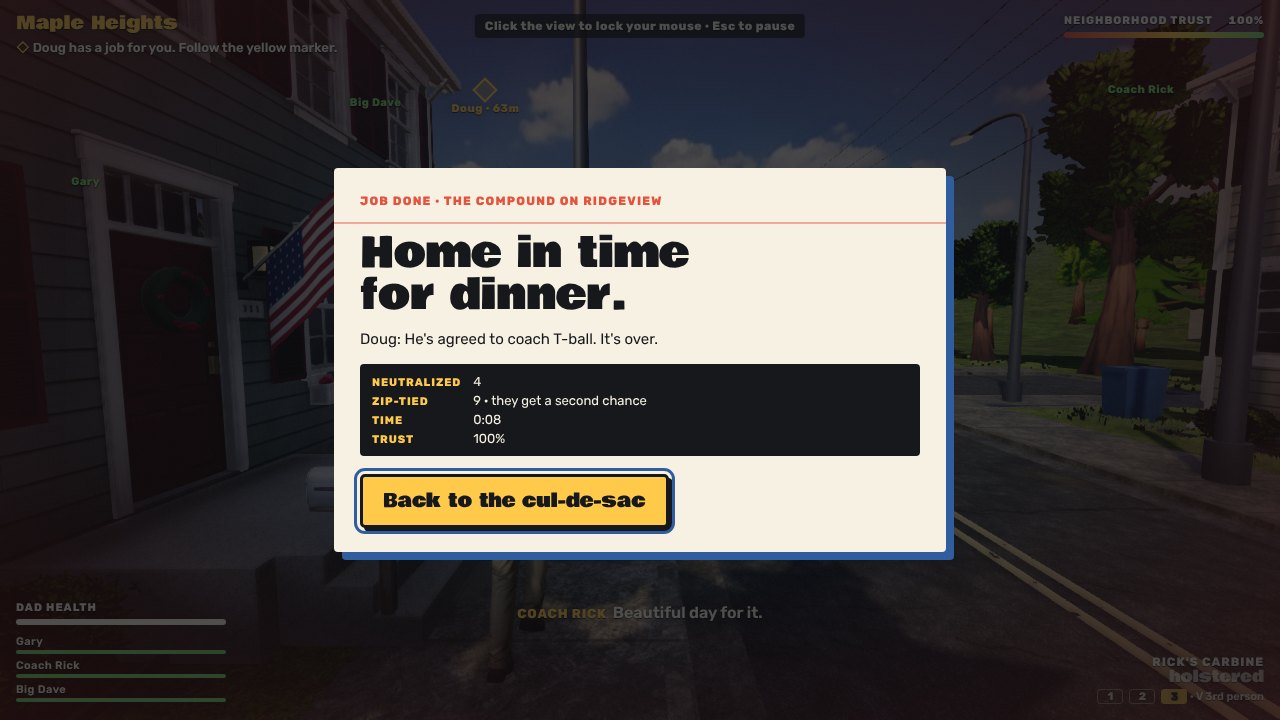 Maple Heights
Click the view to lock your mouse · Esc to pause
NEIGHBORHOOD TRUST 100%
Doug has a job for you. Follow the yellow marker.
Big Dave
Doug · 63m
Coach Rick
Gary
JOB DONE · THE COMPOUND ON RIDGEVIEW
Home in time
for dinner.
Doug: He's agreed to coach T-ball. It's over.
NEUTRALIZED 4
ZIP-TIED 9 · they get a second chance
TIME 0:08
TRUST 100%
Back to the cul-de-sac
311
DAD HEALTH
Gary
Coach Rick
Big Dave
COACH RICK Beautiful day for it.
RICK'S CARBINE
holstered
1 2 3 · V 3rd person